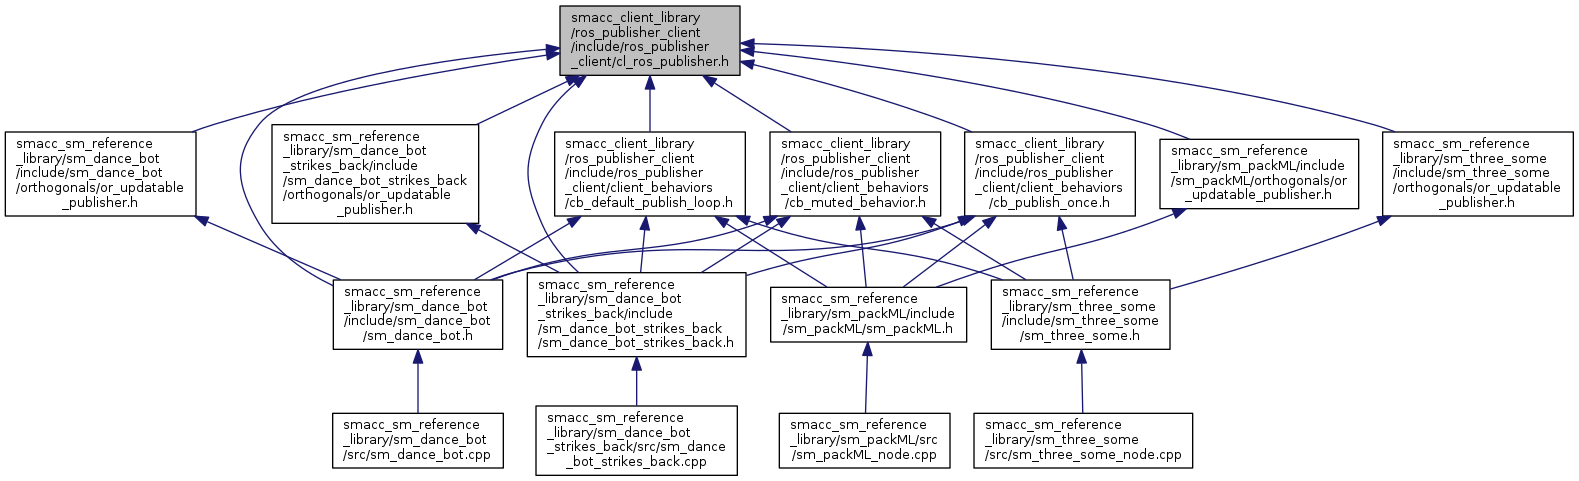 smacc_client_library
/ros_publisher_client
/include/ros_publisher
_client/cl_ros_publisher.h
smacc_sm_reference
_library/sm_dance_bot
/include/sm_dance_bot
/orthogonals/or_updatable
_publisher.h
smacc_sm_reference
_library/sm_dance_bot
_strikes_back/include
/sm_dance_bot_strikes_back
/orthogonals/or_updatable
_publisher.h
smacc_client_library
/ros_publisher_client
/include/ros_publisher
_client/client_behaviors
/cb_default_publish_loop.h
smacc_client_library
/ros_publisher_client
/include/ros_publisher
_client/client_behaviors
/cb_muted_behavior.h
smacc_client_library
/ros_publisher_client
/include/ros_publisher
_client/client_behaviors
/cb_publish_once.h
smacc_sm_reference
_library/sm_packML/include
/sm_packML/orthogonals/or
_updatable_publisher.h
smacc_sm_reference
_library/sm_three_some
/include/sm_three_some
/orthogonals/or_updatable
_publisher.h
smacc_sm_reference
_library/sm_dance_bot
/include/sm_dance_bot
/sm_dance_bot.h
smacc_sm_reference
_library/sm_dance_bot
_strikes_back/include
/sm_dance_bot_strikes_back
/sm_dance_bot_strikes_back.h
smacc_sm_reference
_library/sm_packML/include
/sm_packML/sm_packML.h
smacc_sm_reference
_library/sm_three_some
/include/sm_three_some
/sm_three_some.h
smacc_sm_reference
_library/sm_dance_bot
/src/sm_dance_bot.cpp
smacc_sm_reference
_library/sm_dance_bot
_strikes_back/src/sm_dance
_bot_strikes_back.cpp
smacc_sm_reference
_library/sm_packML/src
/sm_packML_node.cpp
smacc_sm_reference
_library/sm_three_some
/src/sm_three_some_node.cpp